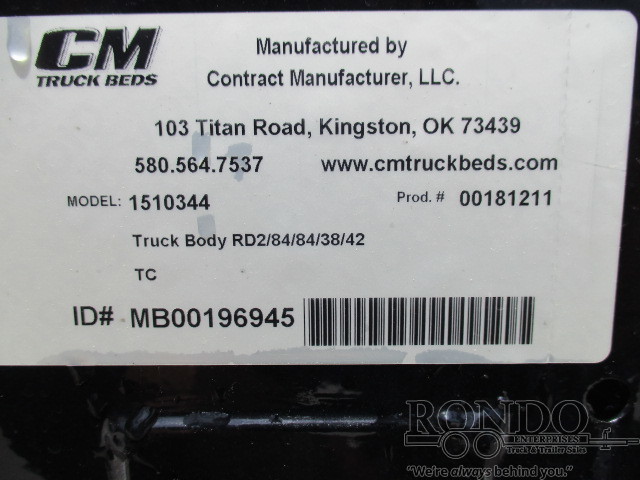 CM
TRUCK BEDS
Manufactured by
Contract Manufacturer, LLC.
103 Titan Road, Kingston, OK 73439
580.564.7537 www.cmtruckbeds.com
MODEL: 1510344 Prod. # 00181211
Truck Body RD2/84/84/38/42
TC
ID# MB00196945
RONDO
ENTERPRISES
Truck & Trailer Sales
"We're always behind you."